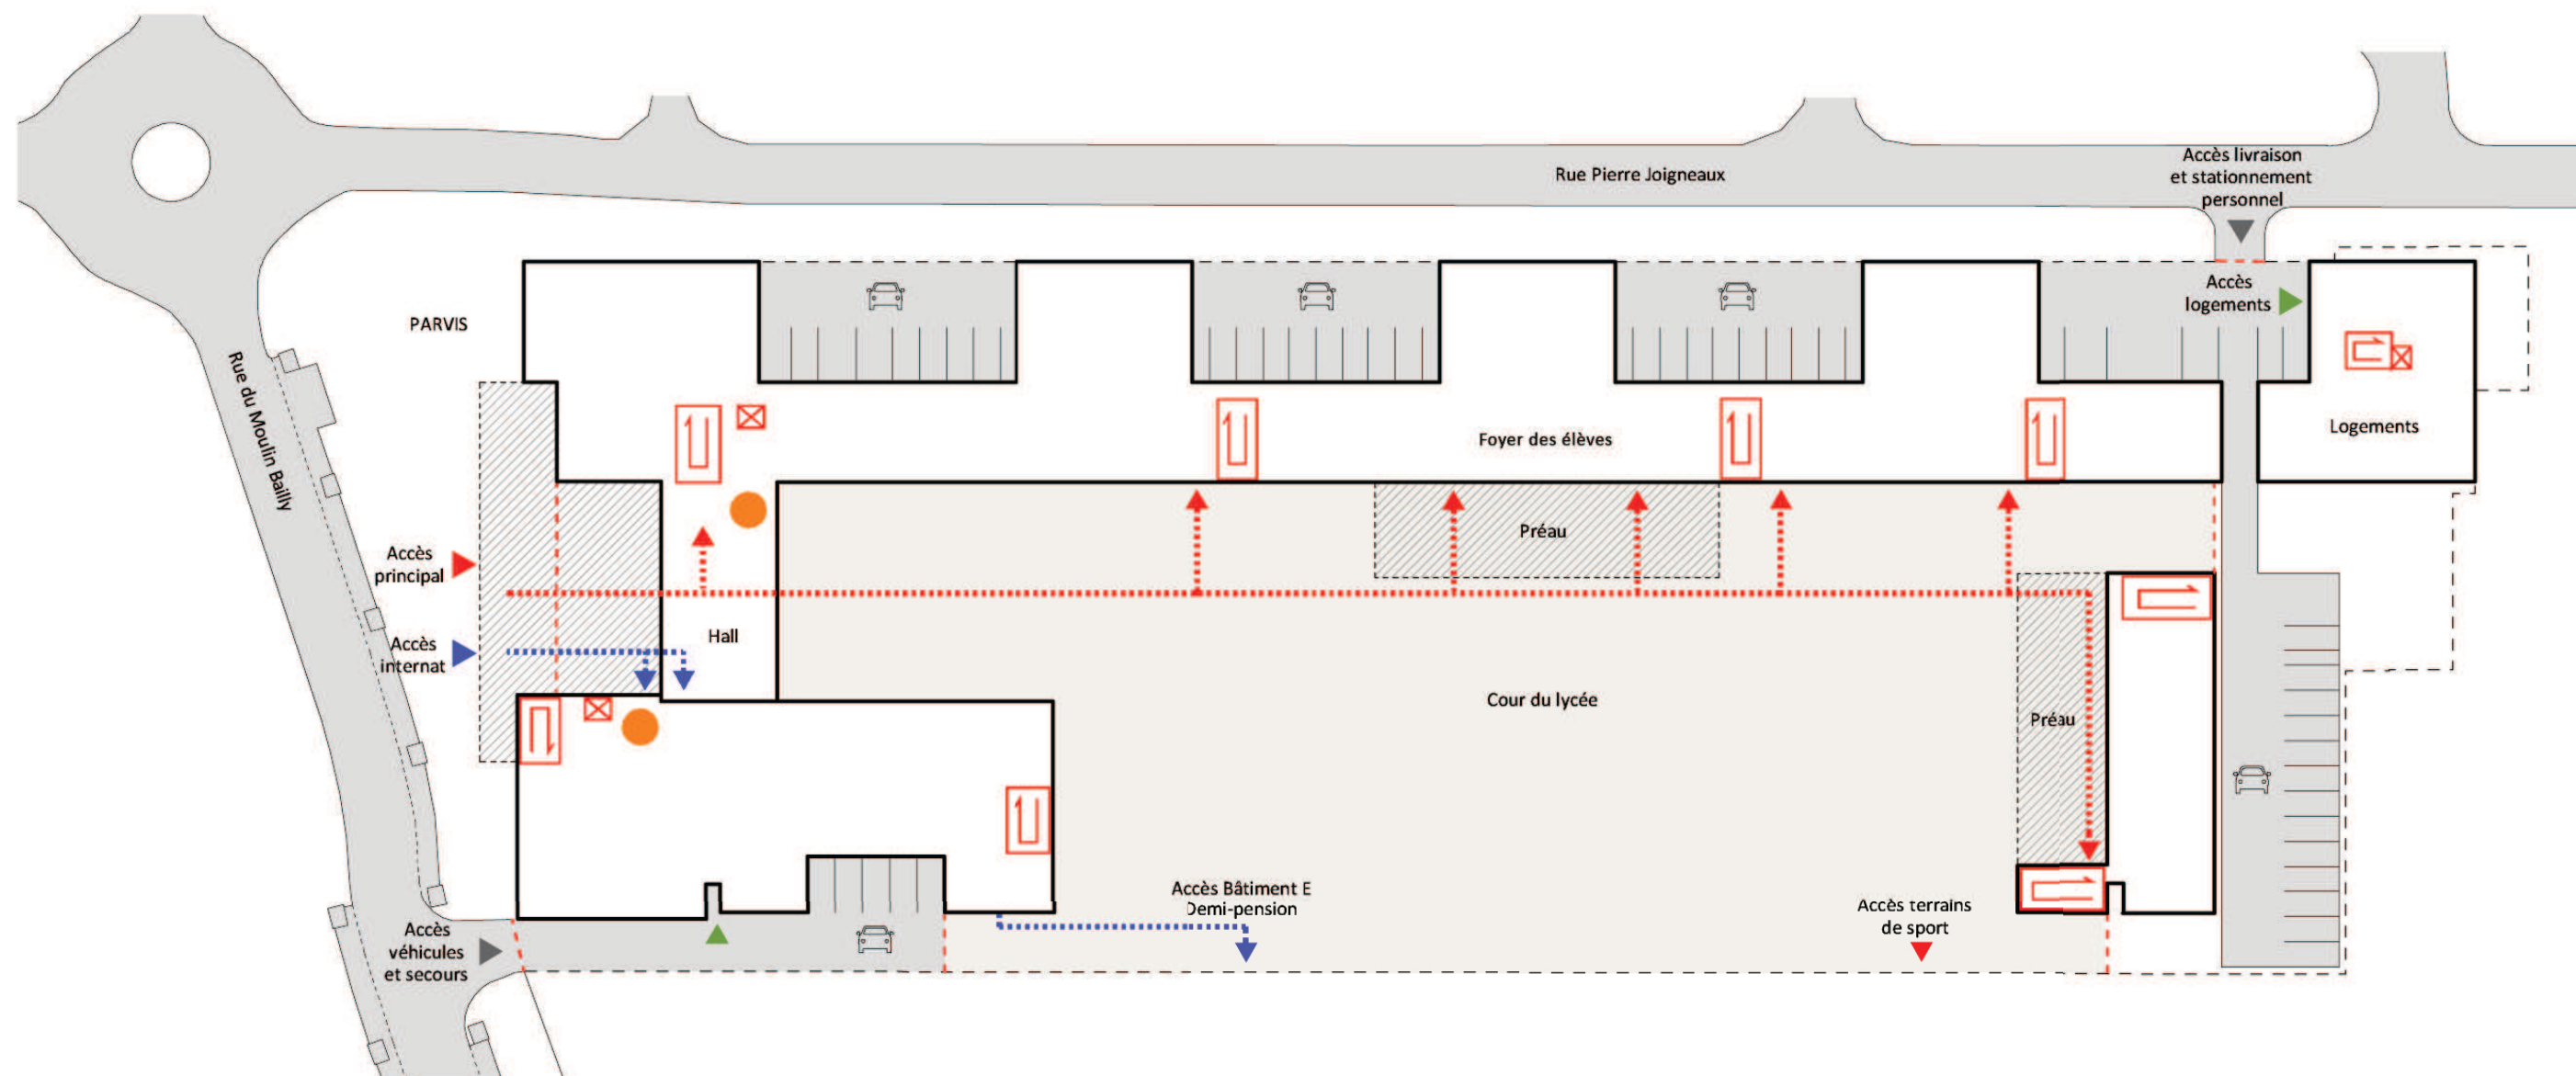 Rue Pierre Joigneaux
Accès livraison
et stationnement
personnel
Accès
logements
PARVIS
Rue du Moulin Bailly
Foyer des élèves
Logements
Préau
Accès
principal
Hall
Accès
internat
Cour du lycée
Préau
Accès Bâtiment E
Demi-pension
Accès terrains
de sport
Accès
véhicules
et secours